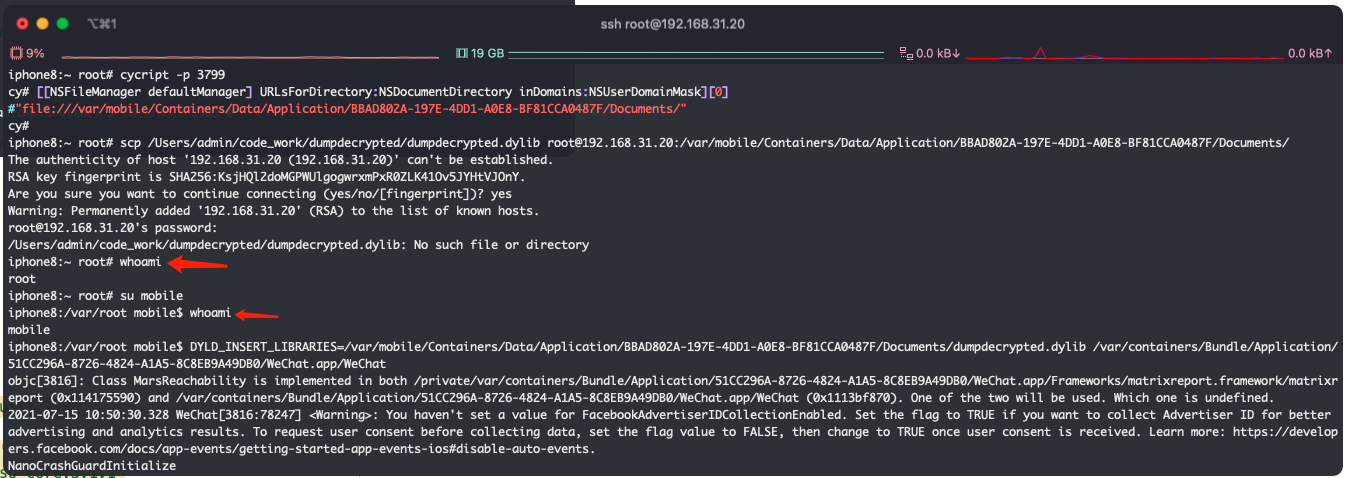 ⌥⌘1
ssh root@192.168.31.20
9%
19 GB
0.0 kB↓
0.0 kB↑
iphone8:~ root# cycript -p 3799
cy# [[NSFileManager defaultManager] URLsForDirectory:NSDocumentDirectory inDomains:NSUserDomainMask][0]
#"file:///var/mobile/Containers/Data/Application/BBAD802A-197E-4DD1-A0E8-BF81CCA0487F/Documents/"
cy#
iphone8:~ root# scp /Users/admin/code_work/dumpdecrypted/dumpdecrypted.dylib root@192.168.31.20:/var/mobile/Containers/Data/Application/BBAD802A-197E-4DD1-A0E8-BF81CCA0487F/Documents/
The authenticity of host '192.168.31.20 (192.168.31.20)' can't be established.
RSA key fingerprint is SHA256:KsjHQl2doMGPWUlgogwrxmPxR0ZLK41Ov5JYHtVJOnY.
Are you sure you want to continue connecting (yes/no/[fingerprint])? yes
Warning: Permanently added '192.168.31.20' (RSA) to the list of known hosts.
root@192.168.31.20's password:
/Users/admin/code_work/dumpdecrypted/dumpdecrypted.dylib: No such file or directory
iphone8:~ root# whoami
root
iphone8:~ root# su mobile
iphone8:/var/root mobile$ whoami
mobile
iphone8:/var/root mobile$ DYLD_INSERT_LIBRARIES=/var/mobile/Containers/Data/Application/BBAD802A-197E-4DD1-A0E8-BF81CCA0487F/Documents/dumpdecrypted.dylib /var/containers/Bundle/Application/
51CC296A-8726-4824-A1A5-8C8EB9A49DB0/WeChat.app/WeChat
objc[3816]: Class MarsReachability is implemented in both /private/var/containers/Bundle/Application/51CC296A-8726-4824-A1A5-8C8EB9A49DB0/WeChat.app/Frameworks/matrixreport.framework/matrixr
eport (0x114175590) and /var/containers/Bundle/Application/51CC296A-8726-4824-A1A5-8C8EB9A49DB0/WeChat.app/WeChat (0x1113bf870). One of the two will be used. Which one is undefined.
2021-07-15 10:50:30.328 WeChat[3816:78247] <Warning>: You haven't set a value for FacebookAdvertiserIDCollectionEnabled. Set the flag to TRUE if you want to collect Advertiser ID for better
advertising and analytics results. To request user consent before collecting data, set the flag value to FALSE, then change to TRUE once user consent is received. Learn more: https://develop
ers.facebook.com/docs/app-events/getting-started-app-events-ios#disable-auto-events.
NanoCrashGuardInitialize